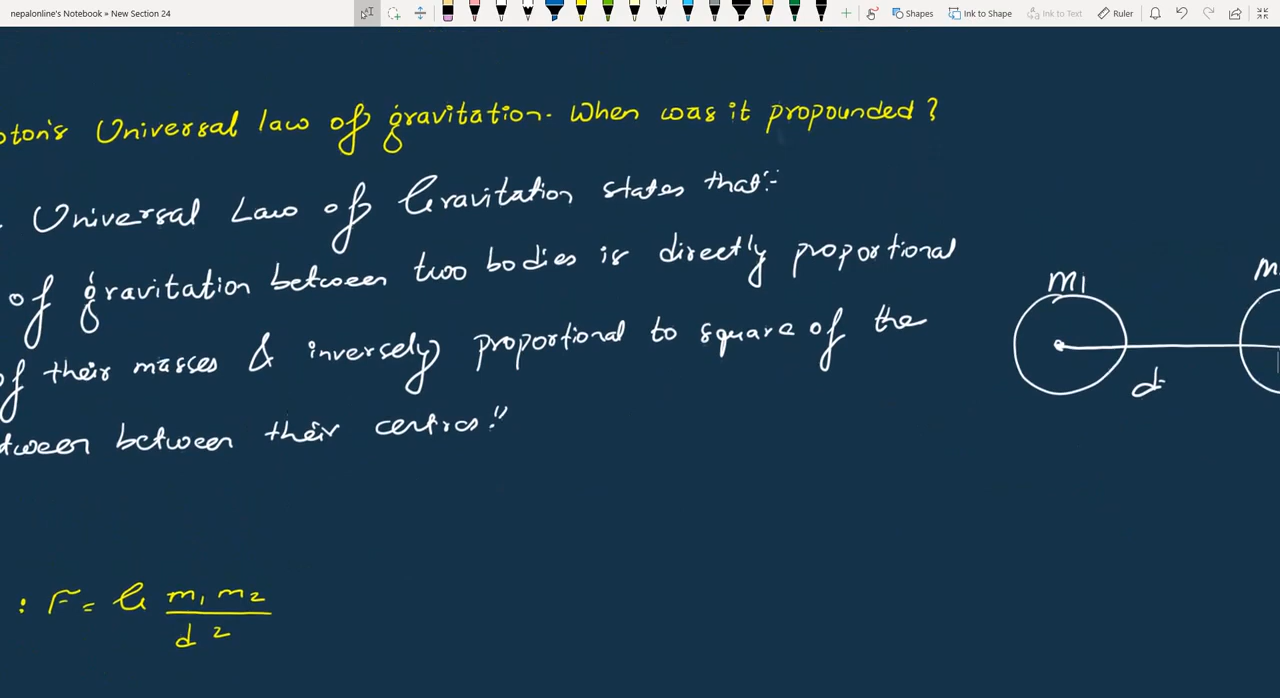 nepalonline's Notebook » New Section 24
Shapes Ink to Shape Ink to Text Ruler
oton's Universal law of gravitation. When was it propounded?
. Universal Law of Gravitation states that:-
of gravitation between two bodies is directly proportional
of their masses & inversely proportional to square of the
tween between their centres."
m1
m
d
: F = G m1 m2
d2